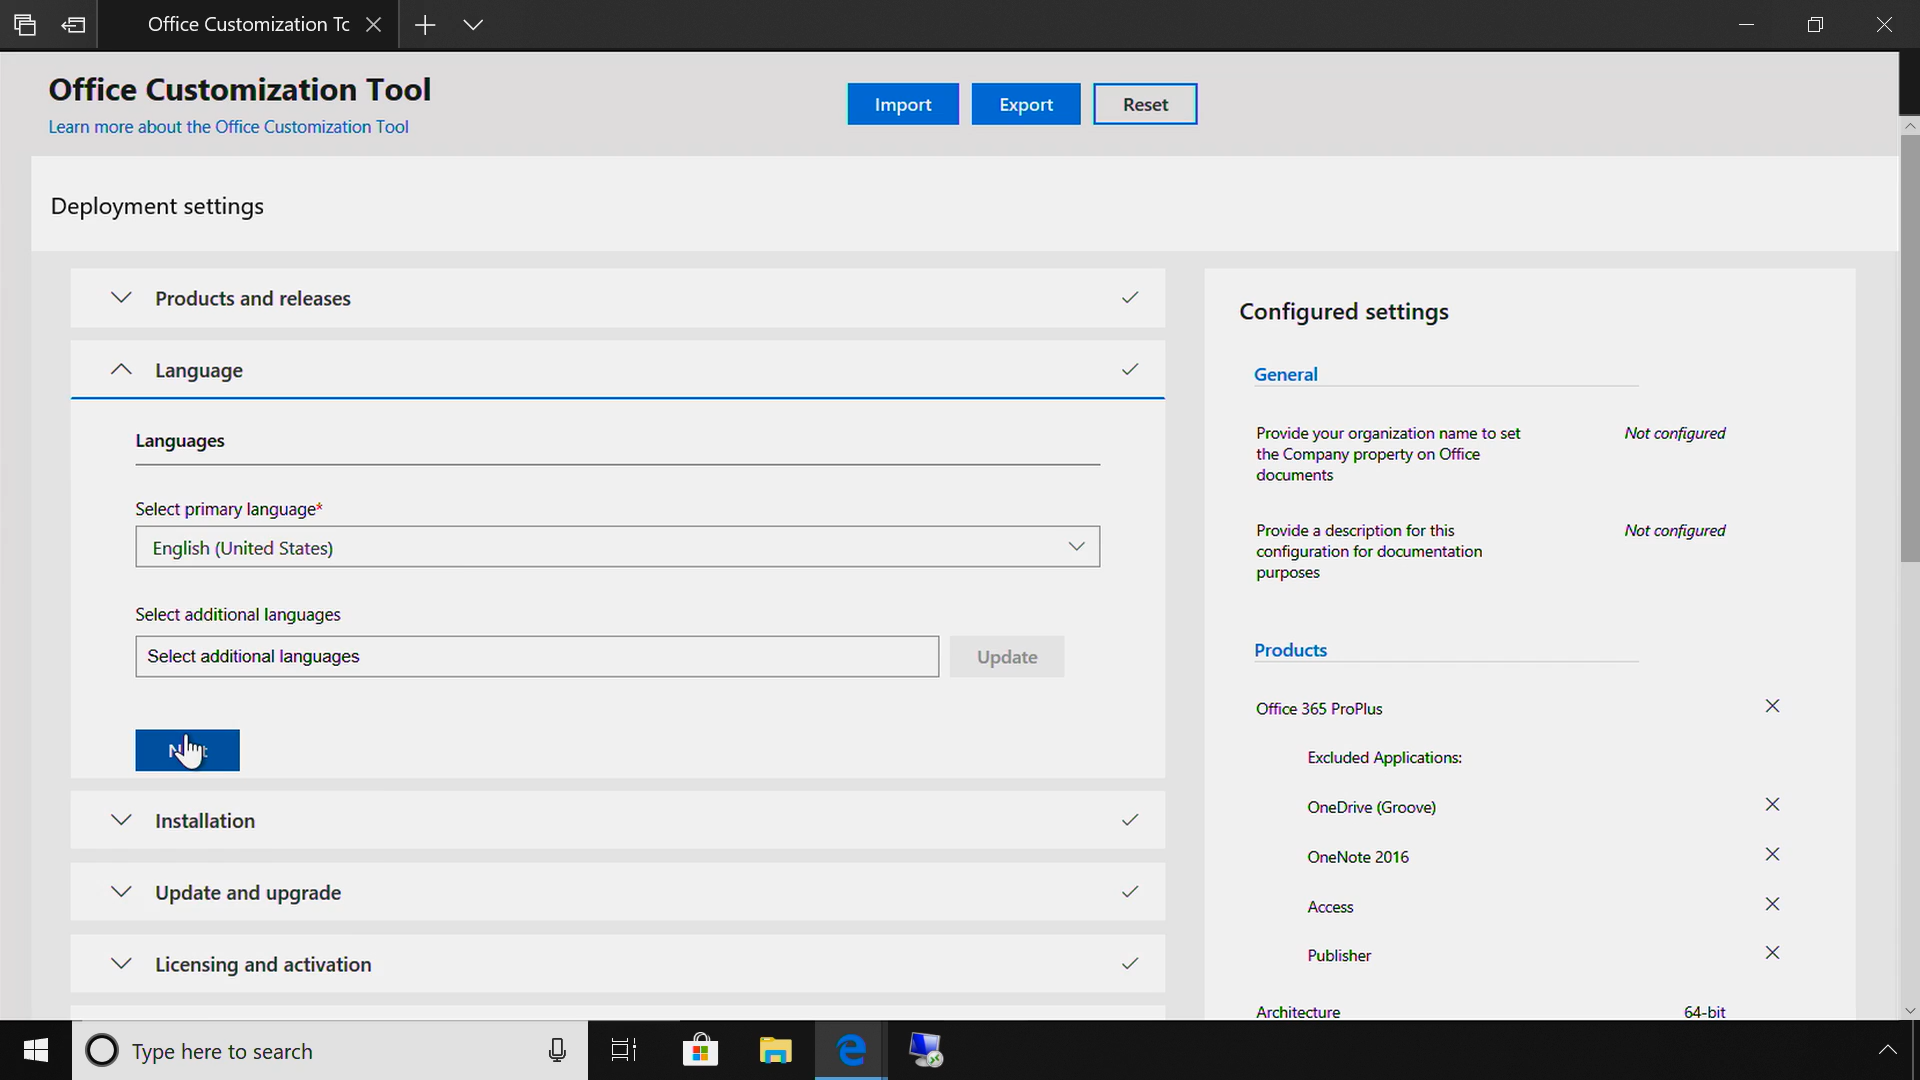 Office Customization Tc
Office Customization Tool
Learn more about the Office Customization Tool
Import
Export
Reset
Deployment settings
Products and releases
Language
Languages
Select primary language*
English (United States)
Select additional languages
Select additional languages
Update
Installation
Update and upgrade
Licensing and activation
Configured settings
General
Provide your organization name to set
the Company property on Office
documents
Not configured
Provide a description for this
configuration for documentation
purposes
Not configured
Products
Office 365 ProPlus
Excluded Applications:
OneDrive (Groove)
OneNote 2016
Access
Publisher
Architecture
64-bit
Type here to search